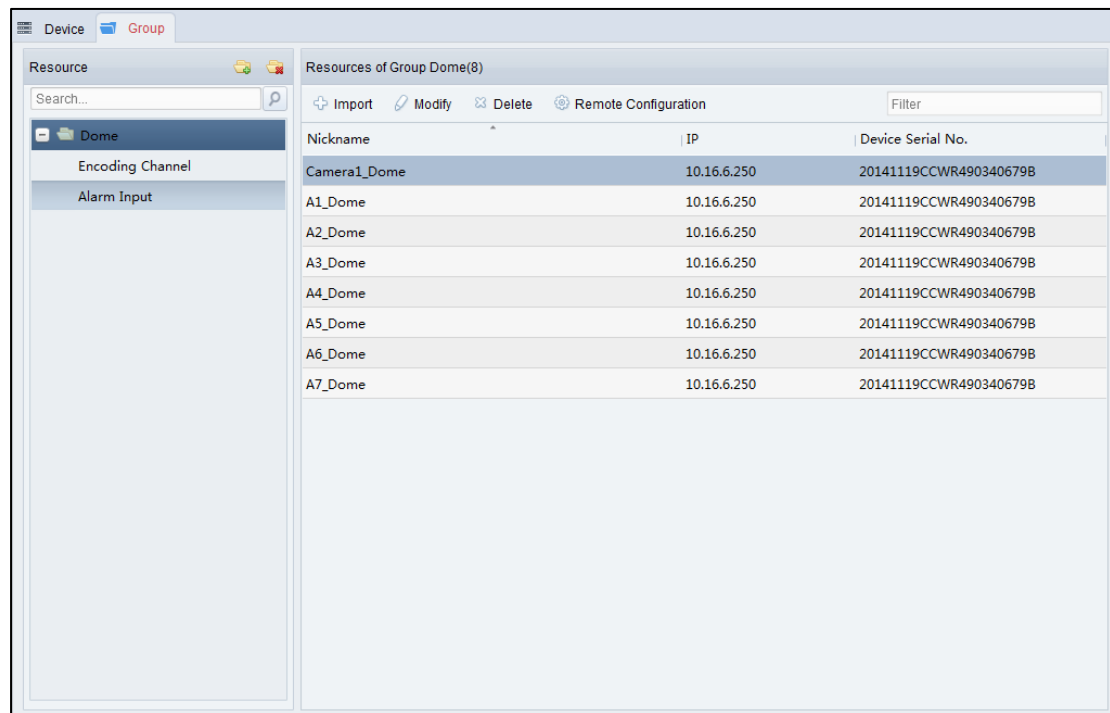 Device Group
Resource
Search...
Dome
Encoding Channel
Alarm Input
Resources of Group Dome(8)
Import Modify Delete Remote Configuration Filter
Nickname IP Device Serial No.
Camera1_Dome 10.16.6.250 20141119CCWR490340679B
A1_Dome 10.16.6.250 20141119CCWR490340679B
A2_Dome 10.16.6.250 20141119CCWR490340679B
A3_Dome 10.16.6.250 20141119CCWR490340679B
A4_Dome 10.16.6.250 20141119CCWR490340679B
A5_Dome 10.16.6.250 20141119CCWR490340679B
A6_Dome 10.16.6.250 20141119CCWR490340679B
A7_Dome 10.16.6.250 20141119CCWR490340679B